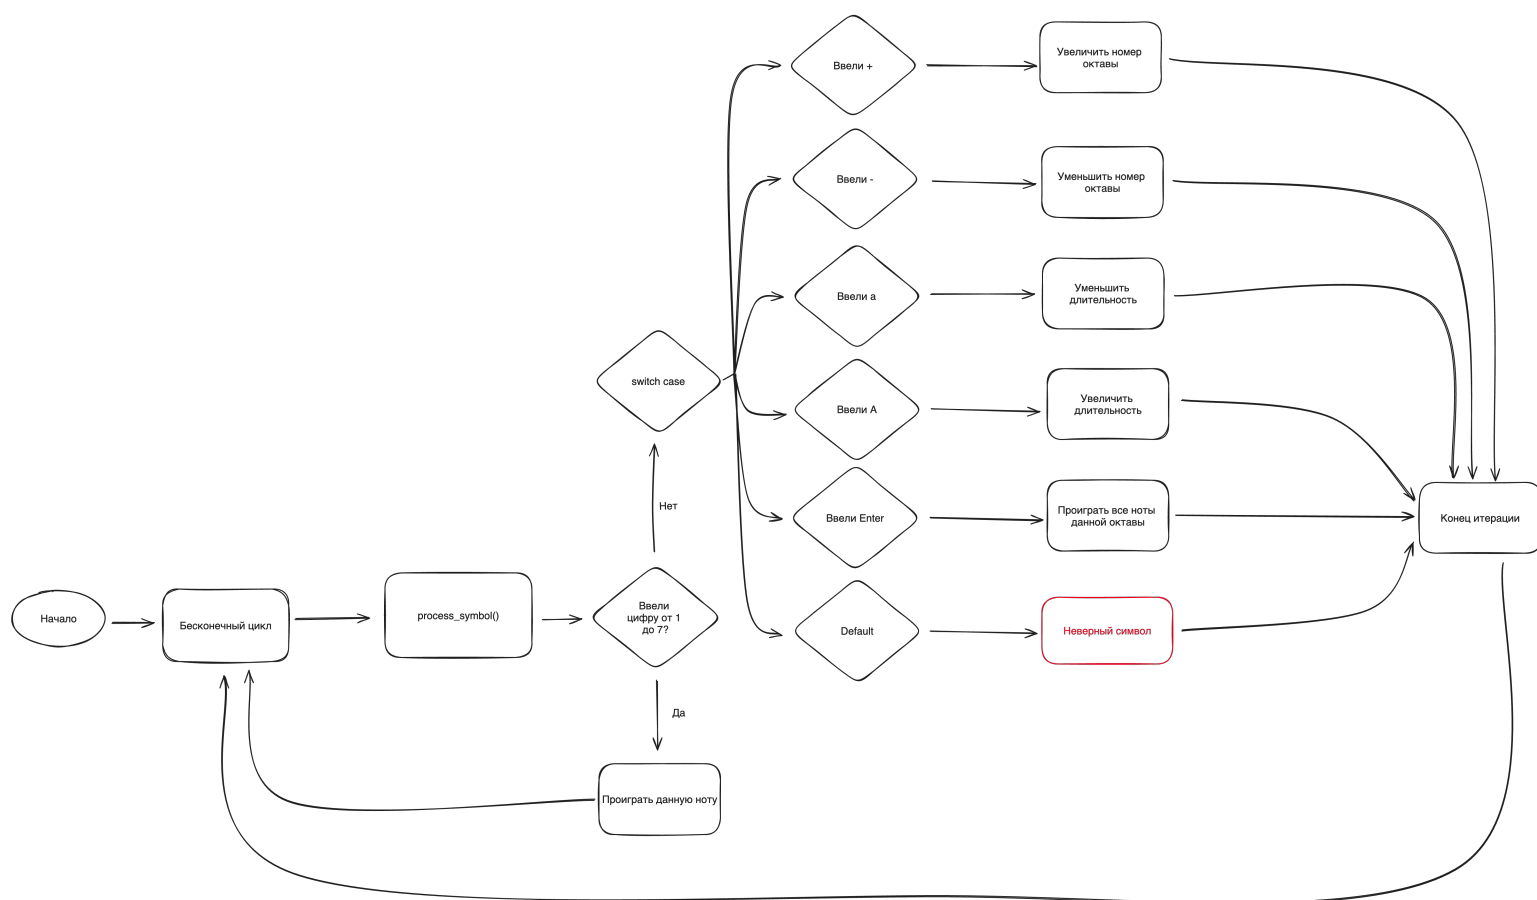 Ввели +
Увеличить номер
октавы
Ввели -
Уменьшить номер
октавы
Ввели а
Уменьшить
длительность
switch case
Ввели А
Увеличить
длительность
Нет
Ввели Enter
Проиграть все ноты
данной октавы
Конец итерации
Начало
Бесконечный цикл
process_symbol()
Ввели
цифру от 1
до 7?
Default
Неверный символ
Да
Проиграть данную ноту